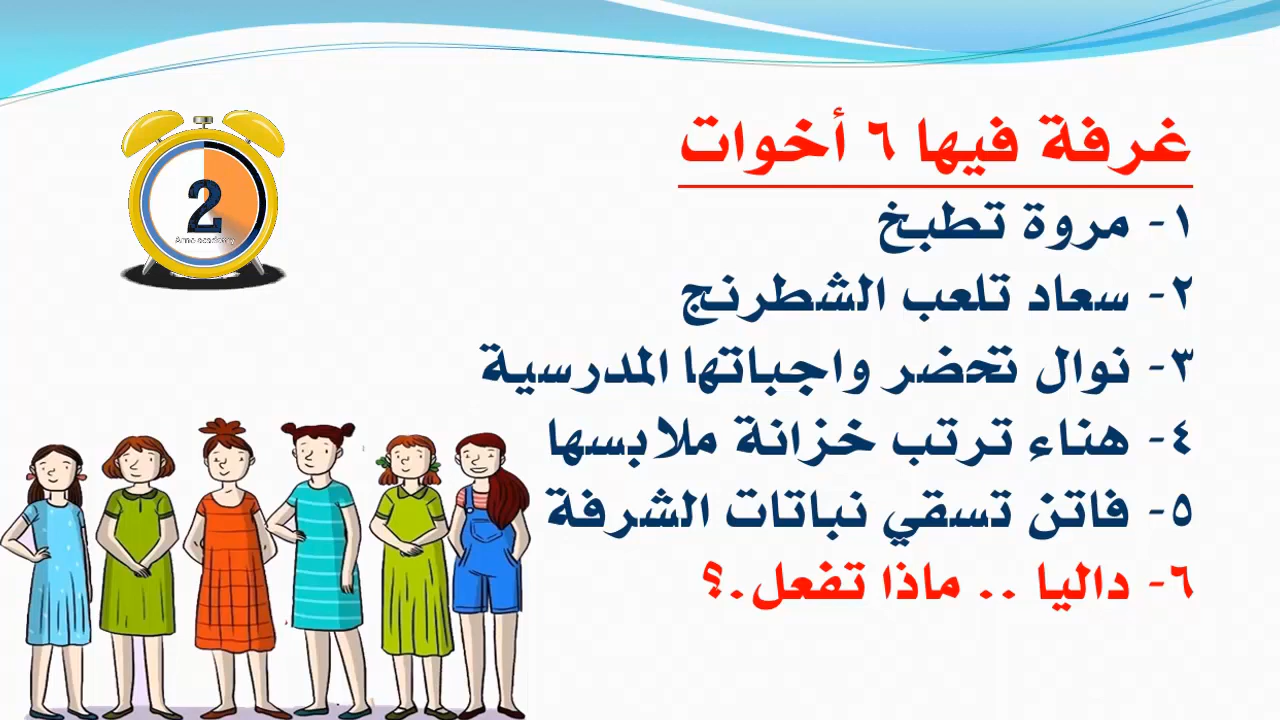 غرفة فيها ٦ أخوات
١- مروة تطبخ
٢- سعاد تلعب الشطرنج
٣- نوال تحضر واجباتها المدرسية
٤- هناء ترتب خزانة ملابسها
٥- فاتن تسقي نباتات الشرفة
٦- داليا .. ماذا تفعل.؟
2